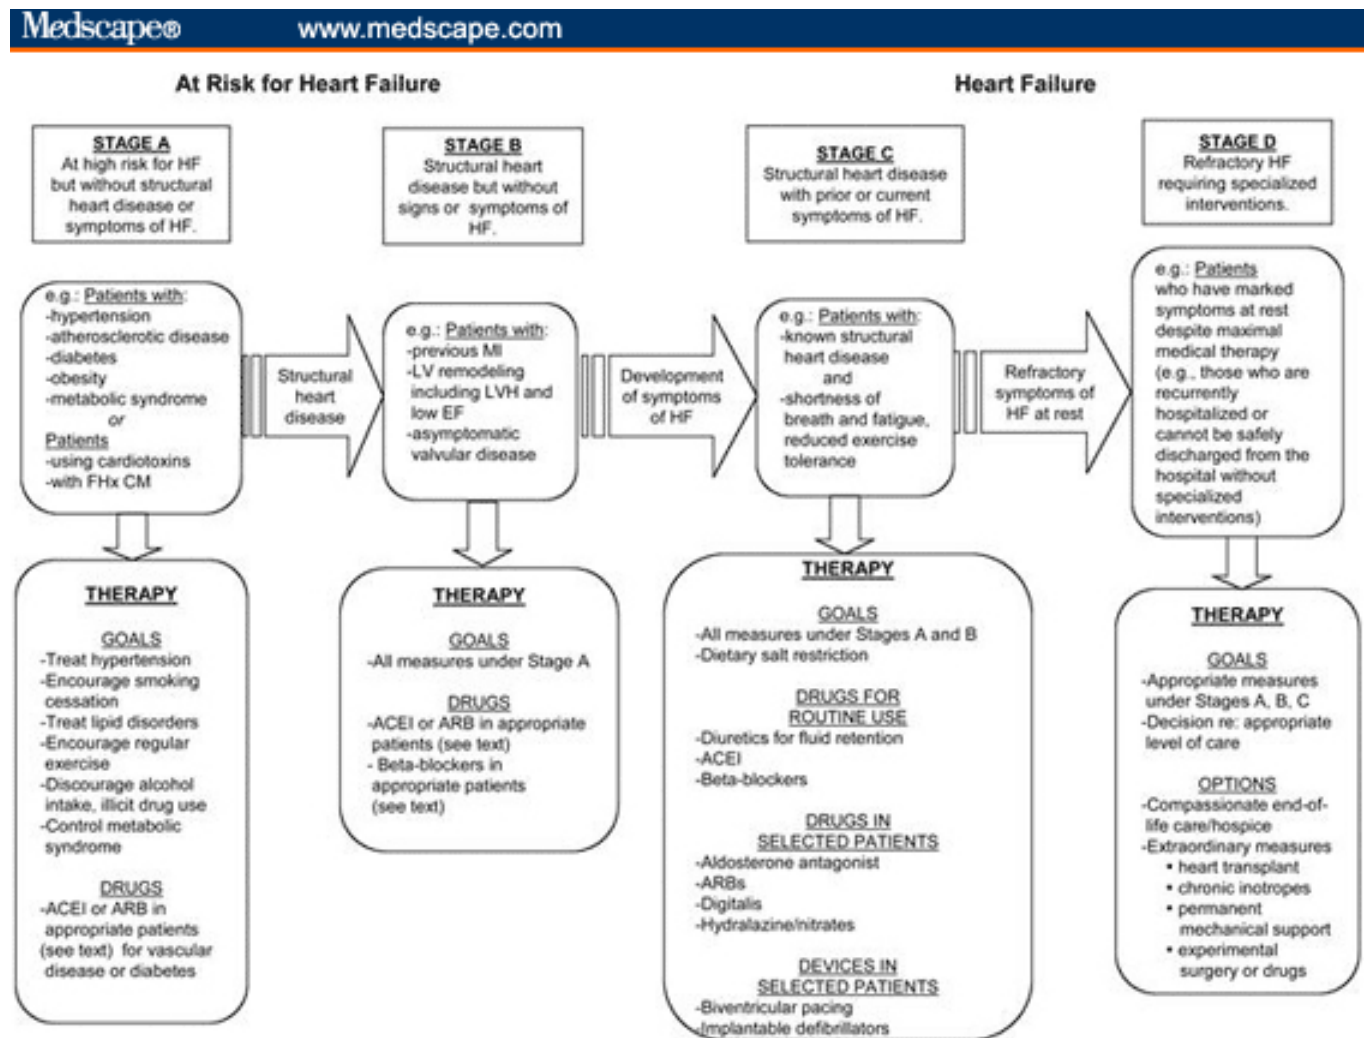 Medscape® www.medscape.com
At Risk for Heart Failure
Heart Failure
STAGE A
At high risk for HF
but without structural
heart disease or
symptoms of HF.
STAGE B
Structural heart
disease but without
signs or symptoms of
HF.
STAGE C
Structural heart disease
with prior or current
symptoms of HF.
STAGE D
Refractory HF
requiring specialized
interventions.
e.g.: Patients with:
-hypertension
-atherosclerotic disease
-diabetes
-obesity
-metabolic syndrome
or
Patients
-using cardiotoxins
-with FHx CM
Structural
heart
disease
e.g.: Patients with:
-previous MI
-LV remodeling
including LVH and
low EF
-asymptomatic
valvular disease
Development
of symptoms
of HF
e.g.: Patients with:
-known structural
heart disease
and
-shortness of
breath and fatigue,
reduced exercise
tolerance
Refractory
symptoms of
HF at rest
e.g.: Patients
who have marked
symptoms at rest
despite maximal
medical therapy
(e.g., those who are
recurrently
hospitalized or
cannot be safely
discharged from the
hospital without
specialized
interventions)
THERAPY
GOALS
-Treat hypertension
-Encourage smoking
cessation
-Treat lipid disorders
-Encourage regular
exercise
-Discourage alcohol
intake, illicit drug use
-Control metabolic
syndrome
DRUGS
-ACEI or ARB in
appropriate patients
(see text) for vascular
disease or diabetes
THERAPY
GOALS
-All measures under Stage A
DRUGS
-ACEI or ARB in appropriate
patients (see text)
- Beta-blockers in
appropriate patients
(see text)
THERAPY
GOALS
-All measures under Stages A and B
-Dietary salt restriction
DRUGS FOR
ROUTINE USE
-Diuretics for fluid retention
-ACEI
-Beta-blockers
DRUGS IN
SELECTED PATIENTS
-Aldosterone antagonist
-ARBs
-Digitalis
-Hydralazine/nitrates
DEVICES IN
SELECTED PATIENTS
-Biventricular pacing
-Implantable defibrillators
THERAPY
GOALS
-Appropriate measures
under Stages A, B, C
-Decision re: appropriate
level of care
OPTIONS
-Compassionate end-of-
life care/hospice
-Extraordinary measures
• heart transplant
• chronic inotropes
• permanent
mechanical support
• experimental
surgery or drugs